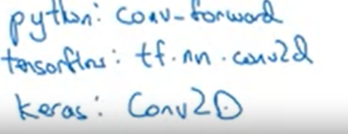 python: conv-forward
tensorflow: tf.nn.conv2d
keras: Conv2D